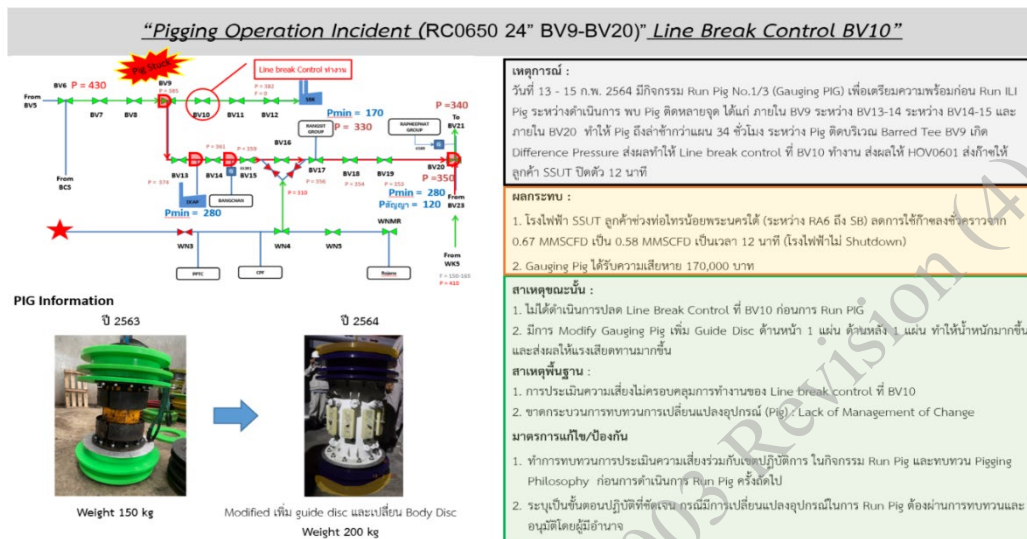 “Pigging Operation Incident (RC0650 24” BV9-BV20)” Line Break Control BV10”
Pig Stuck
Line break Control ทำงาน
BV6 P = 430
BV9
P = 385
P = 382
P = 0
From
BV5
BV7
BV8
BV10
BV11
BV12
Pmin = 170
P = 330
P =340
To
BV21
RANGSIT
GROUP
RAPHEEPHAT
GROUP
P = 361
P = 359
BV16
BV20
BV13
BV14
BV15
BV17
BV18
BV19
P =350
P = 374
P = 356
P = 354
P = 353
Pmin = 280
From
BCS
BANGCHAN
P = 310
Pสัญญา = 120
From
BV23
Pmin = 280
WNMR
WN3
WN4
WN5
From
WK5
PTTC
CPF
Rojana
P = 410
PIG Information
ปี 2563
ปี 2564
Weight 150 kg
Modified เพิ่ม guide disc และเปลี่ยน Body Disc
Weight 200 kg
เหตุการณ์ :
วันที่ 13 - 15 ก.พ. 2564 มีกิจกรรม Run Pig No.1/3 (Gauging PIG) เพื่อเตรียมความพร้อมก่อน Run ILI
Pig ระหว่างดำเนินการ พบ Pig ติดหลายจุด ได้แก่ ภายใน BV9 ระหว่าง BV13-14 ระหว่าง BV14-15 และ
ภายใน BV20 ทำให้ Pig ถึงล่าช้ากว่าแผน 34 ชั่วโมง ระหว่าง Pig ติดบริเวณ Barred Tee BV9 เกิด
Difference Pressure ส่งผลทำให้ Line break control ที่ BV10 ทำงาน ส่งผลให้ HOV0601 ส่งก๊าซให้
ลูกค้า SSUT ปิดตัว 12 นาที
ผลกระทบ :
1. โรงไฟฟ้า SSUT ลูกค้าช่วงท่อไทรน้อยพระนครใต้ (ระหว่าง RA6 ถึง SB) ลดการใช้ก๊าซลงชั่วคราวจาก
0.67 MMSCFD เป็น 0.58 MMSCFD เป็นเวลา 12 นาที (โรงไฟฟ้าไม่ Shutdown)
2. Gauging Pig ได้รับความเสียหาย 170,000 บาท
สาเหตุขณะนั้น :
1. ไม่ได้ดำเนินการปลด Line Break Control ที่ BV10 ก่อนการ Run PIG
2. มีการ Modify Gauging Pig เพิ่ม Guide Disc ด้านหน้า 1 แผ่น ด้านหลัง 1 แผ่น ทำให้น้ำหนักมากขึ้น
และส่งผลให้แรงเสียดทานมากขึ้น
สาเหตุพื้นฐาน :
1. การประเมินความเสี่ยงไม่ครอบคลุมการทำงานของ Line break control ที่ BV10
2. ขาดกระบวนการทบทวนการเปลี่ยนแปลงอุปกรณ์ (Pig) : Lack of Management of Change
มาตรการแก้ไข/ป้องกัน
1. ทำการทบทวนการประเมินความเสี่ยงร่วมกับเขตปฏิบัติการ ในกิจกรรม Run Pig และทบทวน Pigging
Philosophy ก่อนการดำเนินการ Run Pig ครั้งถัดไป
2. ระบุเป็นขั้นตอนปฏิบัติที่ชัดเจน กรณีมีการเปลี่ยนแปลงอุปกรณ์ในการ Run Pig ต้องผ่านการทบทวนและ
อนุมัติโดยผู้มีอำนาจ
003 Revision (4)